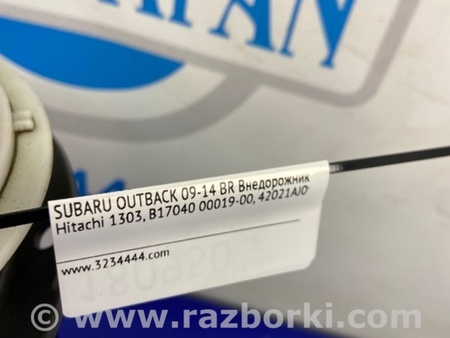 SUBARU OUTBACK 09-14 BR Внедорожник
Hitachi 1303, B17040 00019-00, 42021AJ0
www.3234444.com
© www.razborki.com